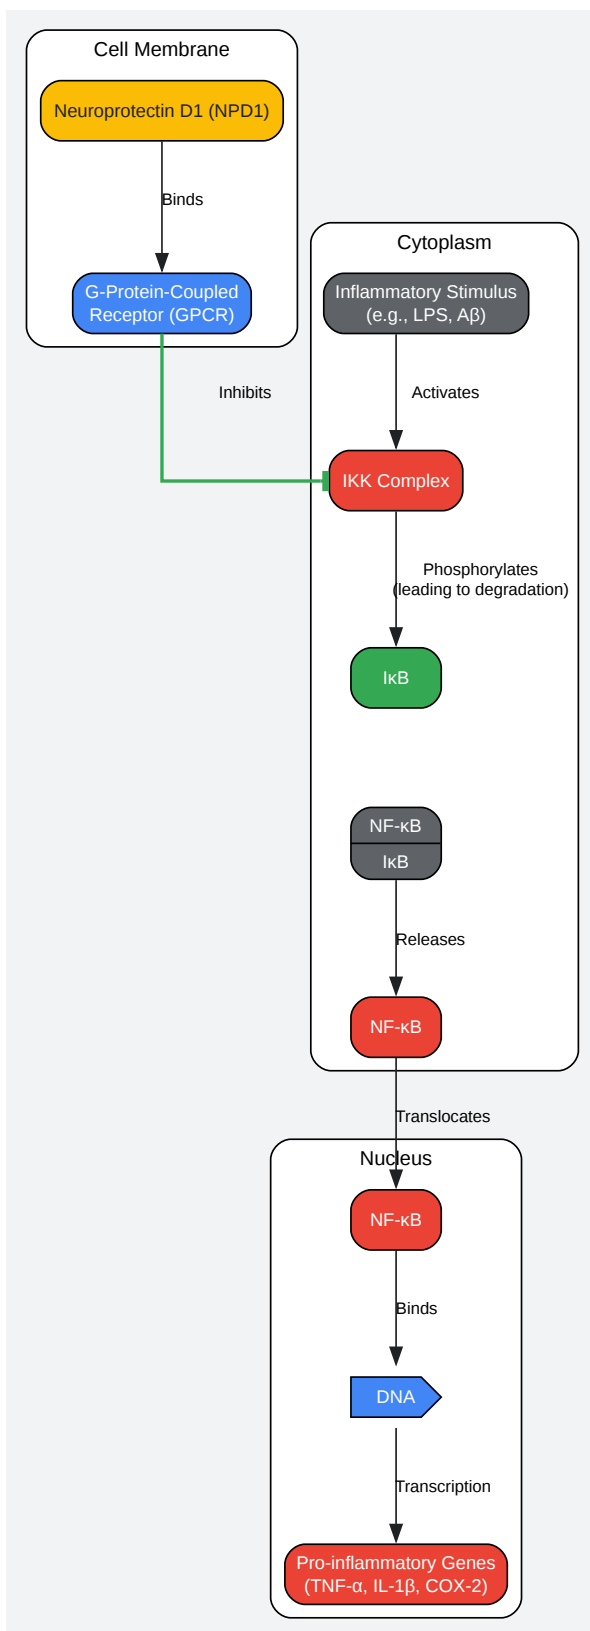 Cell Membrane
Neuroprotectin D1 (NPD1)
Binds
G-Protein-Coupled
Receptor (GPCR)
Inhibits
Cytoplasm
Inflammatory Stimulus
(e.g., LPS, Aβ)
Activates
IKK Complex
Phosphorylates
(leading to degradation)
IκB
NF-κB
IκB
Releases
NF-κB
Translocates
Nucleus
NF-κB
Binds
DNA
Transcription
Pro-inflammatory Genes
(TNF-α, IL-1β, COX-2)